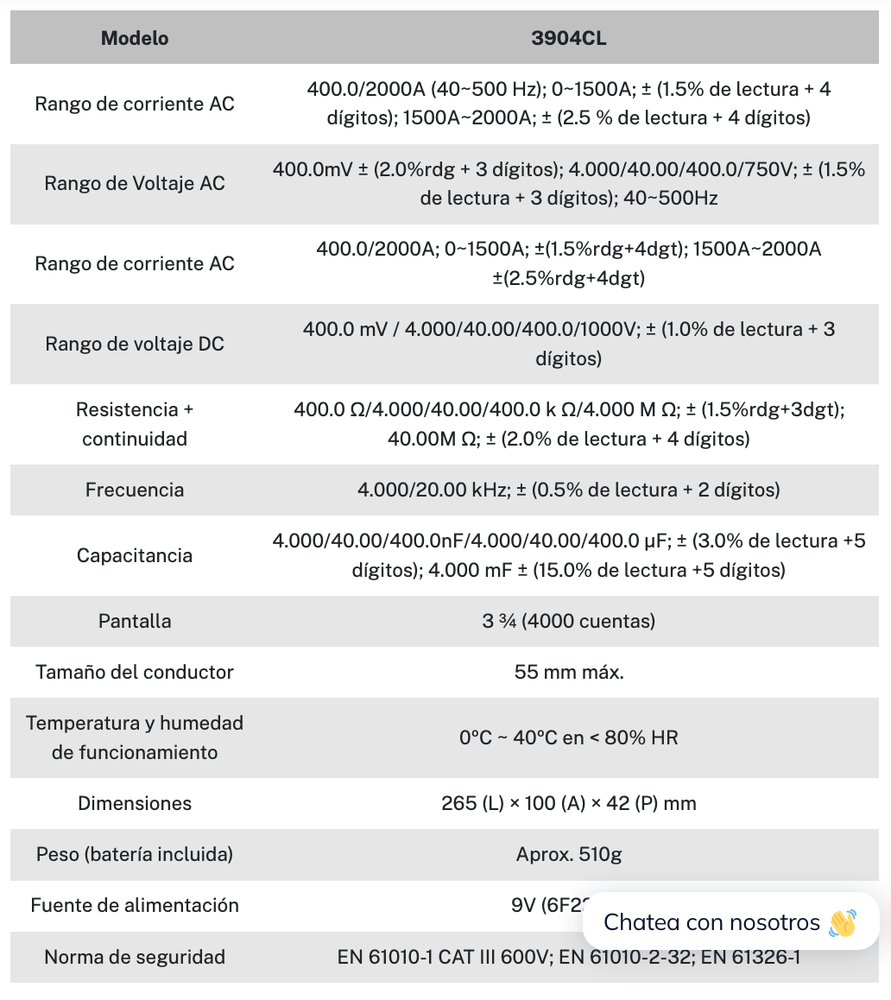 Modelo 3904CL
Rango de corriente AC
400.0/2000A (40~500 Hz); 0~1500A; ± (1.5% de lectura + 4
dígitos); 1500A~2000A; ± (2.5 % de lectura + 4 dígitos)
Rango de Voltaje AC
400.0mV ± (2.0%rdg + 3 dígitos); 4.000/40.00/400.0/750V; ± (1.5%
de lectura + 3 dígitos); 40~500Hz
Rango de corriente AC
400.0/2000A; 0~1500A; ±(1.5%rdg+4dgt); 1500A~2000A
±(2.5%rdg+4dgt)
Rango de voltaje DC
400.0 mV / 4.000/40.00/400.0/1000V; ± (1.0% de lectura + 3
dígitos)
Resistencia +
continuidad
400.0 Ω/4.000/40.00/400.0 k Ω/4.000 M Ω; ± (1.5%rdg+3dgt);
40.00M Ω; ± (2.0% de lectura + 4 dígitos)
Frecuencia
4.000/20.00 kHz; ± (0.5% de lectura + 2 dígitos)
Capacitancia
4.000/40.00/400.0nF/4.000/40.00/400.0 µF; ± (3.0% de lectura +5
dígitos); 4.000 mF ± (15.0% de lectura +5 dígitos)
Pantalla
3 ¾ (4000 cuentas)
Tamaño del conductor
55 mm máx.
Temperatura y humedad
de funcionamiento
0°C ~ 40°C en < 80% HR
Dimensiones
265 (L) × 100 (A) × 42 (P) mm
Peso (batería incluida)
Aprox. 510g
Fuente de alimentación
9V
Chatea con nosotros 👋
Norma de seguridad
EN 61010-1 CAT III 600V; EN 61010-2-32; EN 61326-1